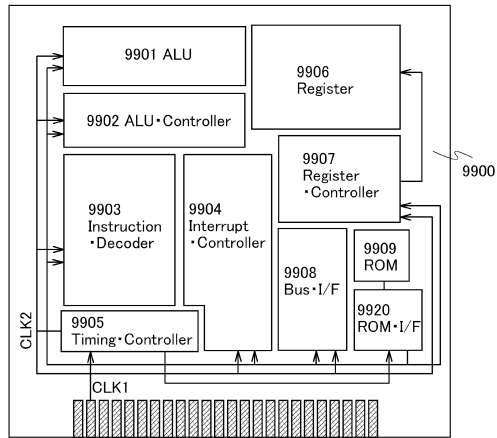 9901 ALU
9902 ALU・Controller
9903
Instruction
・Decoder
9904
Interrupt
・Controller
9905
Timing・Controller
9906
Register
9907
Register
・Controller
9900
9908
Bus・I/F
9909
ROM
9920
ROM・I/F
CLK2
CLK1